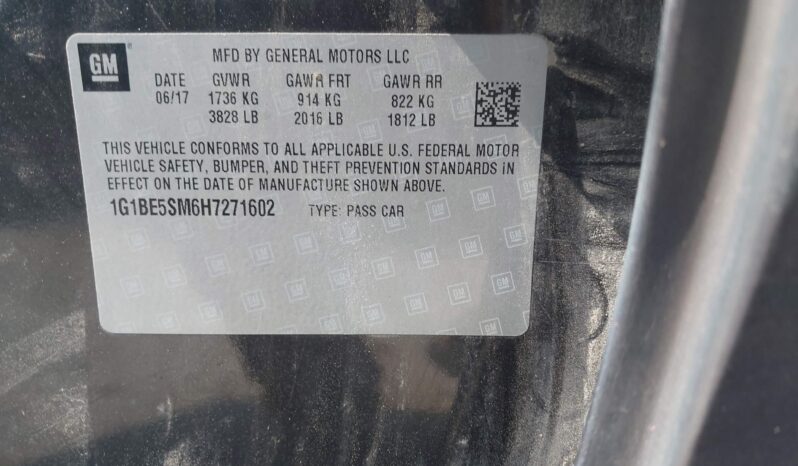 GM MFD BY GENERAL MOTORS LLC
DATE GVWR GAWR FRT GAWR RR
06/17 1736 KG 914 KG 822 KG
3828 LB 2016 LB 1812 LB
THIS VEHICLE CONFORMS TO ALL APPLICABLE U.S. FEDERAL MOTOR
VEHICLE SAFETY, BUMPER, AND THEFT PREVENTION STANDARDS IN
EFFECT ON THE DATE OF MANUFACTURE SHOWN ABOVE.
1G1BE5SM6H7271602 TYPE: PASS CAR